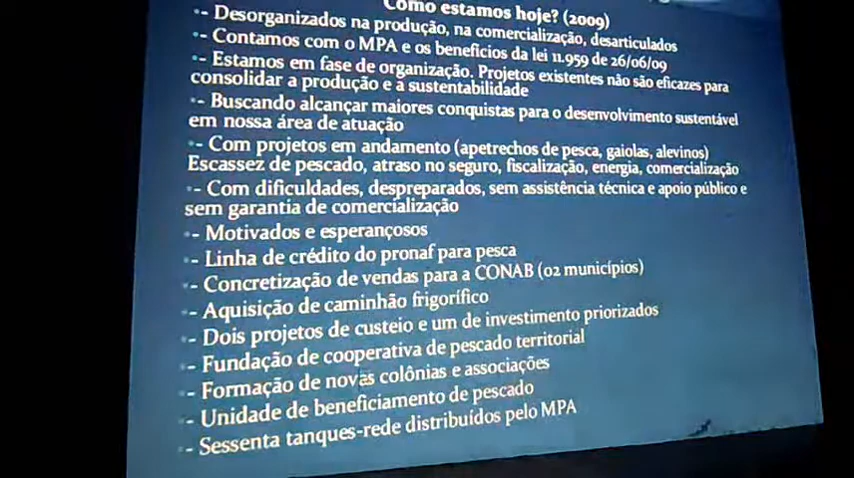 Como estamos hoje? (2009)
- Desorganizados na produção, na comercialização, desarticulados
- Contamos com o MPA e os benefícios da lei 11.959 de 26/06/09
- Estamos em fase de organização. Projetos existentes não são eficazes para
consolidar a produção e a sustentabilidade
- Buscando alcançar maiores conquistas para o desenvolvimento sustentável
em nossa área de atuação
- Com projetos em andamento (apetrechos de pesca, gaiolas, alevinos)
Escassez de pescado, atraso no seguro, fiscalização, energia, comercialização
- Com dificuldades, despreparados, sem assistência técnica e apoio público e
sem garantia de comercialização
- Motivados e esperançosos
- Linha de crédito do pronaf para pesca
- Concretização de vendas para a CONAB (02 municípios)
- Aquisição de caminhão frigorífico
- Dois projetos de custeio e um de investimento priorizados
- Fundação de cooperativa de pescado territorial
- Formação de novas colônias e associações
- Unidade de beneficiamento de pescado
- Sessenta tanques-rede distribuídos pelo MPA